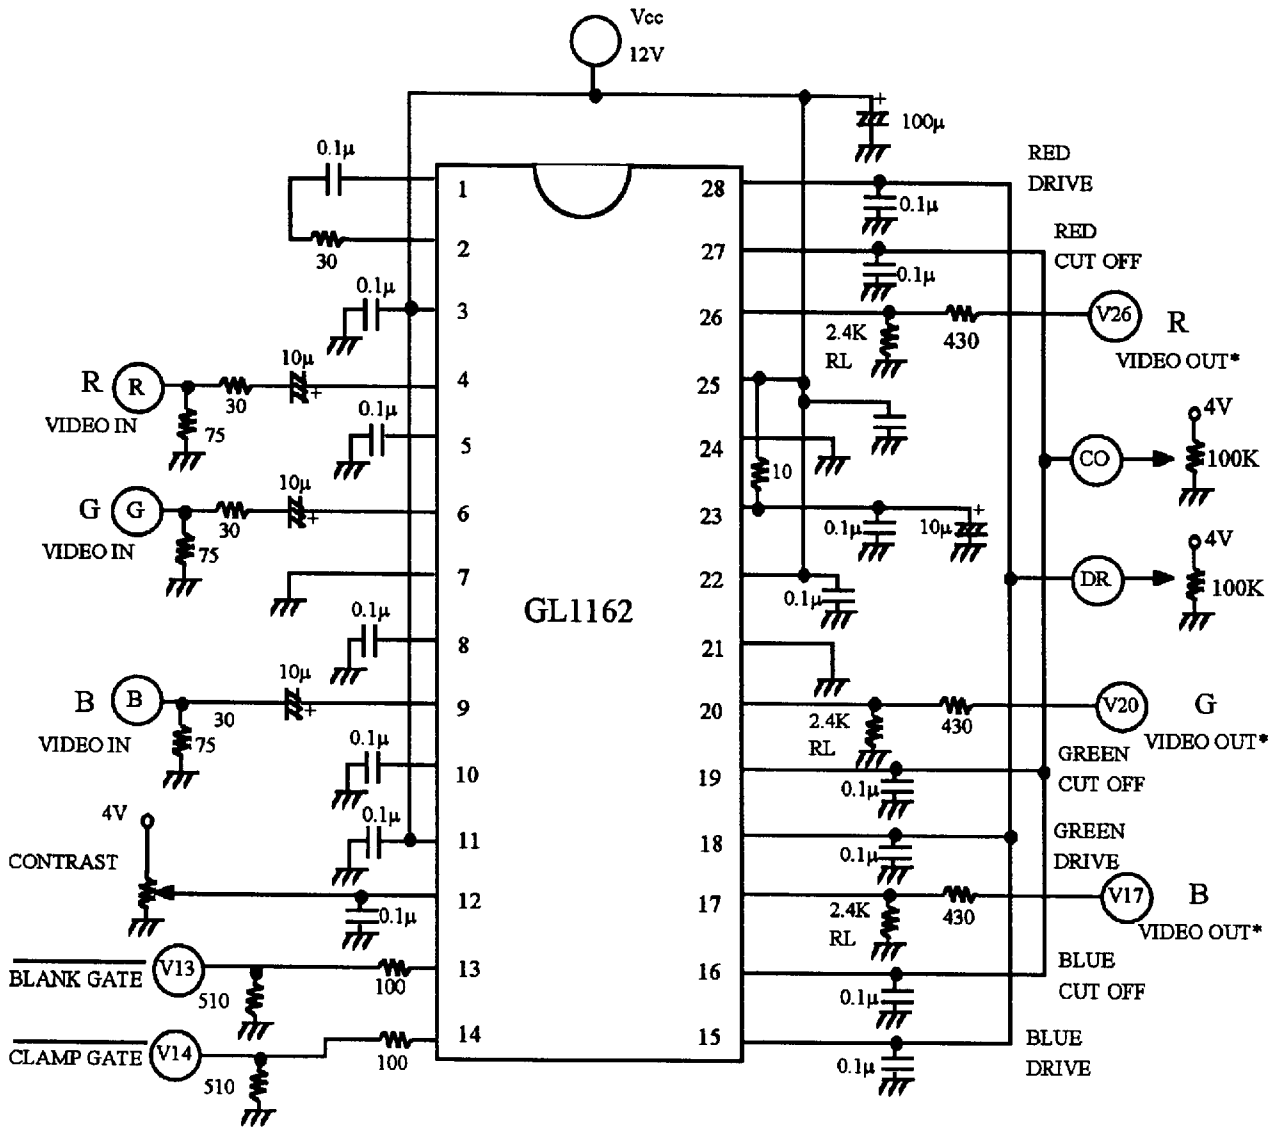 Vcc
12V
100µ
+
0.1µ
30
0.1µ
1
2
3
4
5
6
7
8
9
10
11
12
13
14
28
27
26
25
24
23
22
21
20
19
18
17
16
15
GL1162
R
R
VIDEO IN
75
30
10µ
+
0.1µ
G
G
VIDEO IN
75
30
10µ
+
0.1µ
B
B
VIDEO IN
75
30
10µ
+
0.1µ
0.1µ
4V
CONTRAST
0.1µ
BLANK GATE
V13
510
100
CLAMP GATE
V14
510
100
RED
DRIVE
0.1µ
RED
CUT OFF
0.1µ
2.4K
RL
430
V26
R
VIDEO OUT*
10
0.1µ
10µ
+
0.1µ
CO
4V
100K
DR
4V
100K
2.4K
RL
430
V20
G
VIDEO OUT*
GREEN
CUT OFF
0.1µ
GREEN
DRIVE
0.1µ
2.4K
RL
430
V17
B
VIDEO OUT*
BLUE
CUT OFF
0.1µ
BLUE
DRIVE
0.1µ